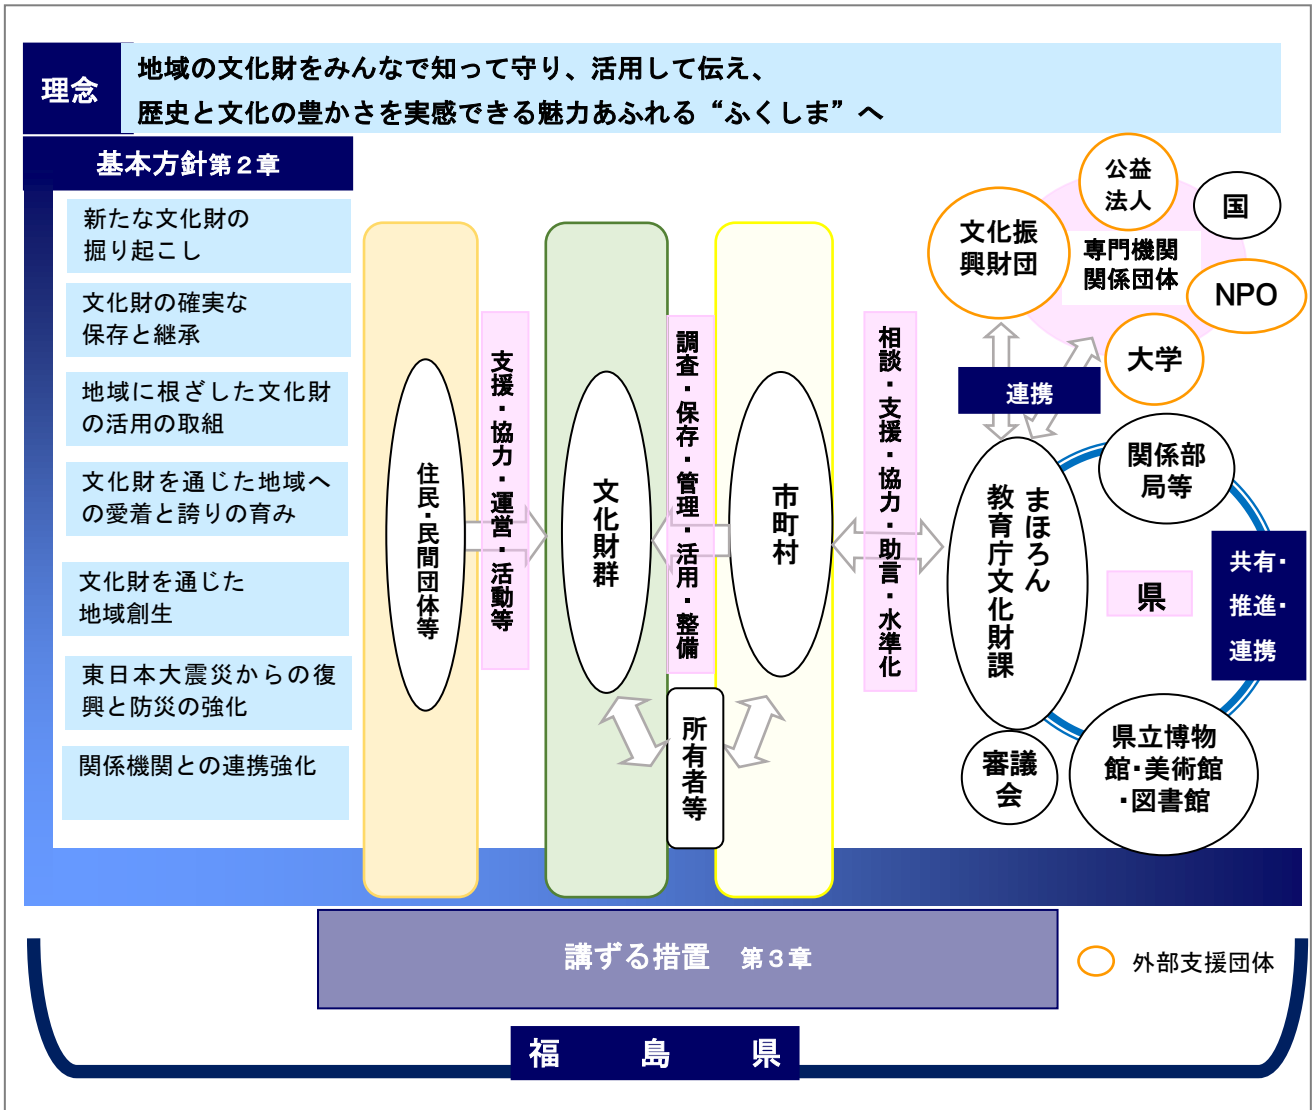 理念
地域の文化財をみんなで知って守り、活用して伝え、
歴史と文化の豊かさを実感できる魅力あふれる“ふくしま”へ
基本方針第2章
新たな文化財の
掘り起こし
文化財の確実な
保存と継承
地域に根ざした文化財
の活用の取組
文化財を通じた地域へ
の愛着と誇りの育み
文化財を通じた
地域創生
東日本大震災からの復
興と防災の強化
関係機関との連携強化
住民・民間団体等
支援・協力・運営・活動等
文化財群
調査・保存・管理・活用・整備
市町村
所有者等
相談・支援・協力・助言・水準化
公益
法人
国
文化振
興財団
専門機関
関係団体
NPO
大学
連携
まほろん
教育庁文化財課
関係部
局等
県
共有・
推進・
連携
審議
会
県立博物
館・美術館
・図書館
講ずる措置 第3章
外部支援団体
福島県